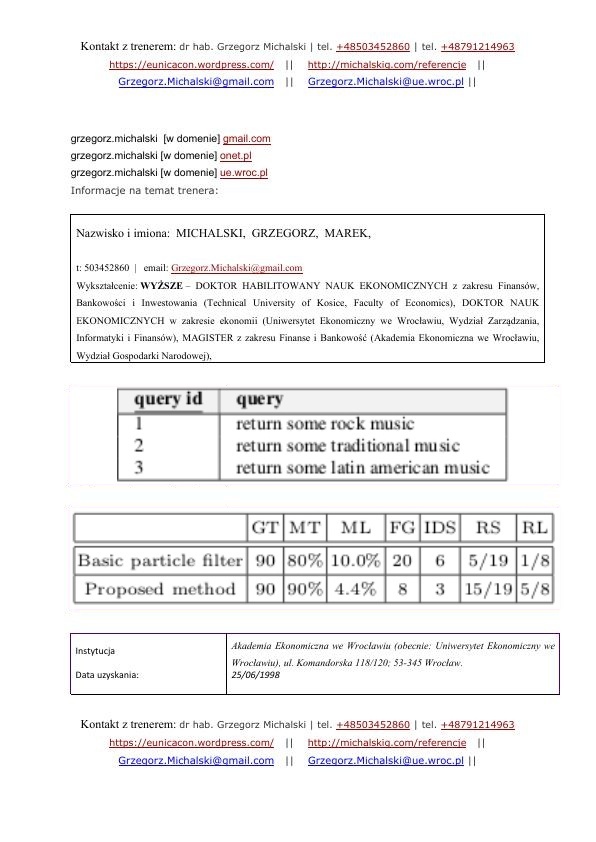 Kontakt z trenerem: dr hab. Grzegorz Michalski | tel. +48503452860 | tel. +48791214963
https://eunicacon.wordpress.com/ || http://michalskig.com/referencje ||
Grzegorz.Michalski@gmail.com || Grzegorz.Michalski@ue.wroc.pl ||
grzegorz.michalski [w domenie] gmail.com
grzegorz.michalski [w domenie] onet.pl
grzegorz.michalski [w domenie] ue.wroc.pl
Informacje na temat trenera:
Nazwisko i imiona: MICHALSKI, GRZEGORZ, MAREK,
t: 503452860 | email: Grzegorz.Michalski@gmail.com
Wykształcenie: WYŻSZE – DOKTOR HABILITOWANY NAUK EKONOMICZNYCH z zakresu Finansów,
Bankowości i Inwestowania (Technical University of Kosice, Faculty of Economics), DOKTOR NAUK
EKONOMICZNYCH w zakresie ekonomii (Uniwersytet Ekonomiczny we Wrocławiu, Wydział Zarządzania,
Informatyki i Finansów), MAGISTER z zakresu Finanse i Bankowość (Akademia Ekonomiczna we Wrocławiu,
Wydział Gospodarki Narodowej),
query id query
1 return some rock music
2 return some traditional music
3 return some latin american music
GT MT ML FG IDS RS RL
Basic particle filter 90 80% 10.0% 20 6 5/19 1/8
Proposed method 90 90% 4.4% 8 3 15/19 5/8
Instytucja
Data uzyskania:
Akademia Ekonomiczna we Wrocławiu (obecnie: Uniwersytet Ekonomiczny we
Wrocławiu), ul. Komandorska 118/120; 53-345 Wrocław.
25/06/1998
Kontakt z trenerem: dr hab. Grzegorz Michalski | tel. +48503452860 | tel. +48791214963
https://eunicacon.wordpress.com/ || http://michalskig.com/referencje ||
Grzegorz.Michalski@gmail.com || Grzegorz.Michalski@ue.wroc.pl ||